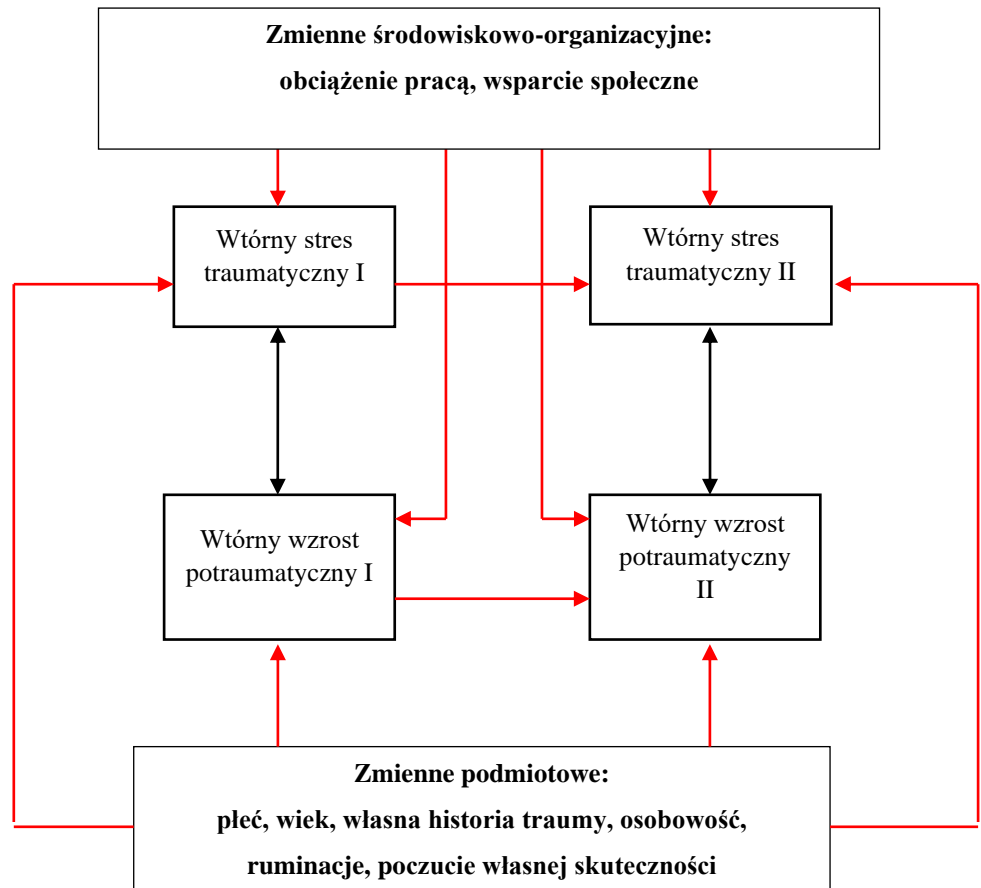 Zmienne środowiskowo-organizacyjne:
obciążenie pracą, wsparcie społeczne
Wtórny stres
traumatyczny I
Wtórny stres
traumatyczny II
Wtórny wzrost
potraumatyczny I
Wtórny wzrost
potraumatyczny
II
Zmienne podmiotowe:
płeć, wiek, własna historia traumy, osobowość,
ruminacje, poczucie własnej skuteczności